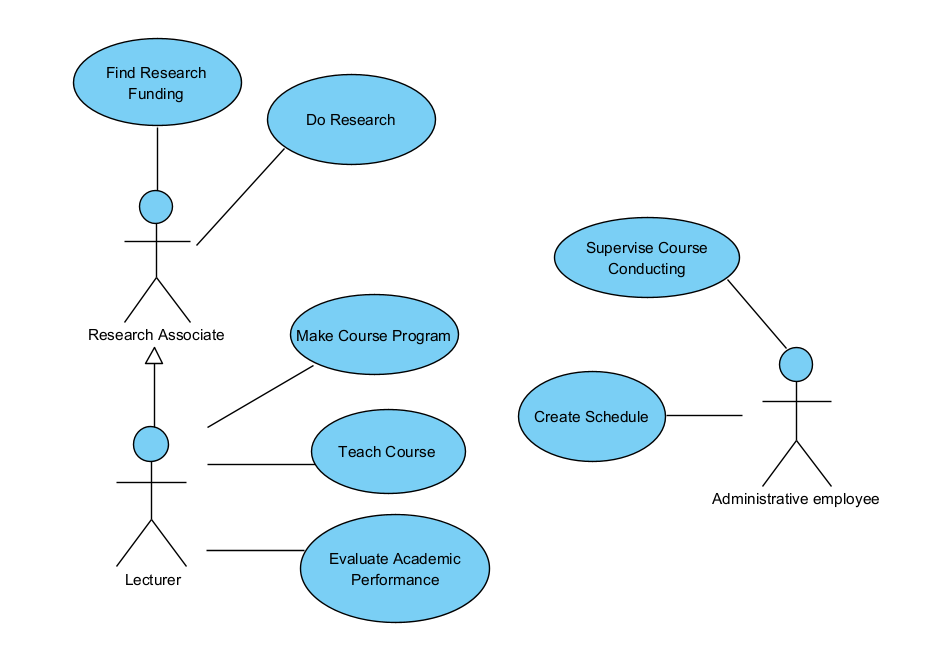 Find Research
Funding
Do Research
Supervise Course
Conducting
Research Associate
Make Course Program
Create Schedule
Teach Course
Administrative employee
Evaluate Academic
Performance
Lecturer